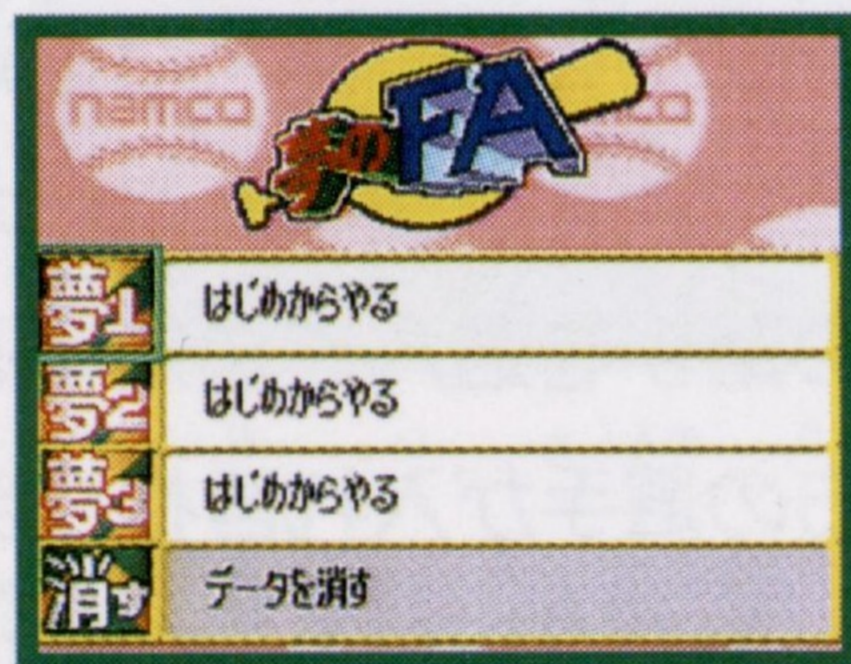 namco
夢のFA
夢1 はじめからやる
夢2 はじめからやる
夢3 はじめからやる
消す データを消す